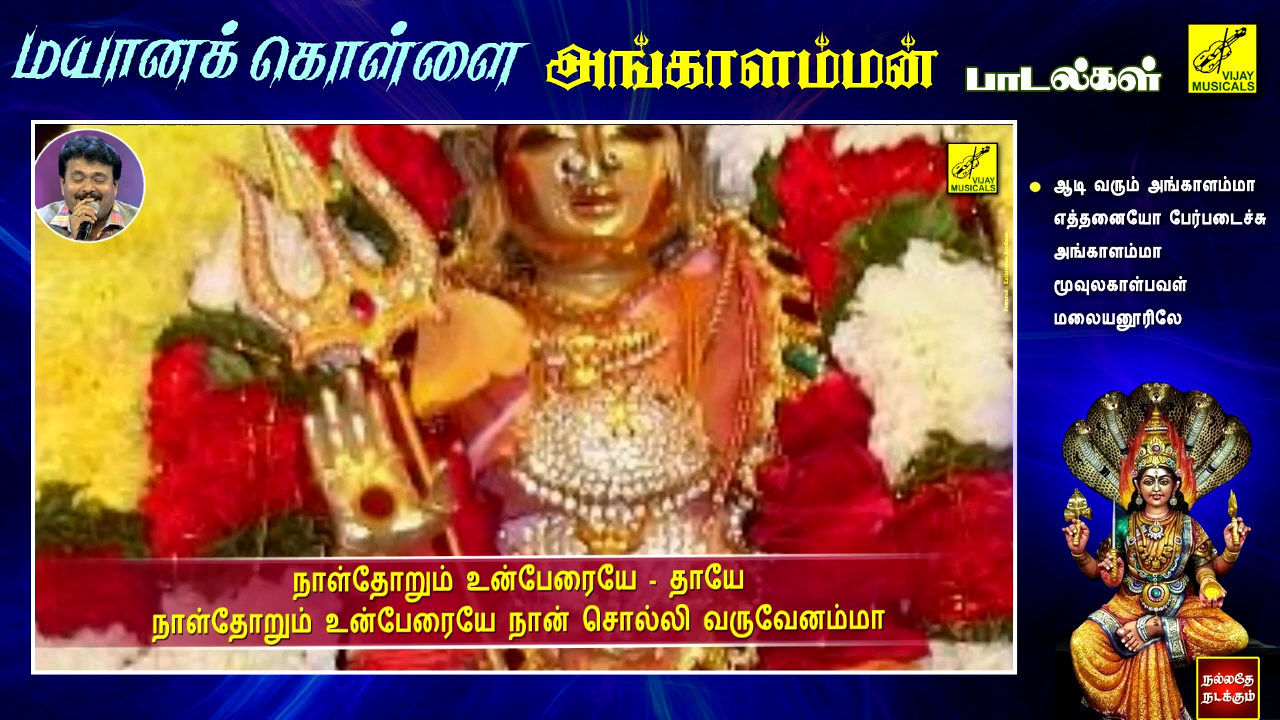 மயானக் கொள்ளை அங்காளம்மன் பாடல்கள்
VIJAY
MUSICALS
VIJAY
MUSICALS
ஆடி வரும் அங்காளம்மா
எத்தனையோ பேர்படைச்சு
அங்காளம்மா
மூவுலகாள்பவள்
மலையனூரிலே
நாள்தோறும் உன்பேரையே - தாயே
நாள்தோறும் உன்பேரையே நான் சொல்லி வருவேனம்மா
நல்லதே
நடக்கும்